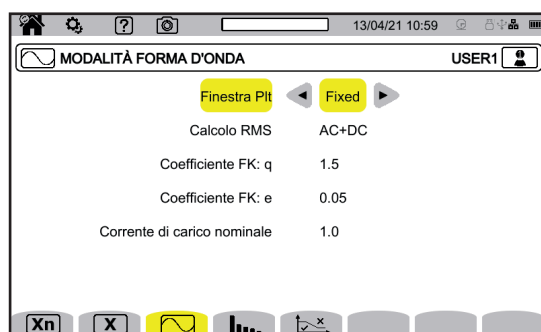 13/04/21 10:59
MODALITÀ FORMA D'ONDA USER1
Finestra Plt Fixed
Calcolo RMS AC+DC
Coefficiente FK: q 1.5
Coefficiente FK: e 0.05
Corrente di carico nominale 1.0
Xn X